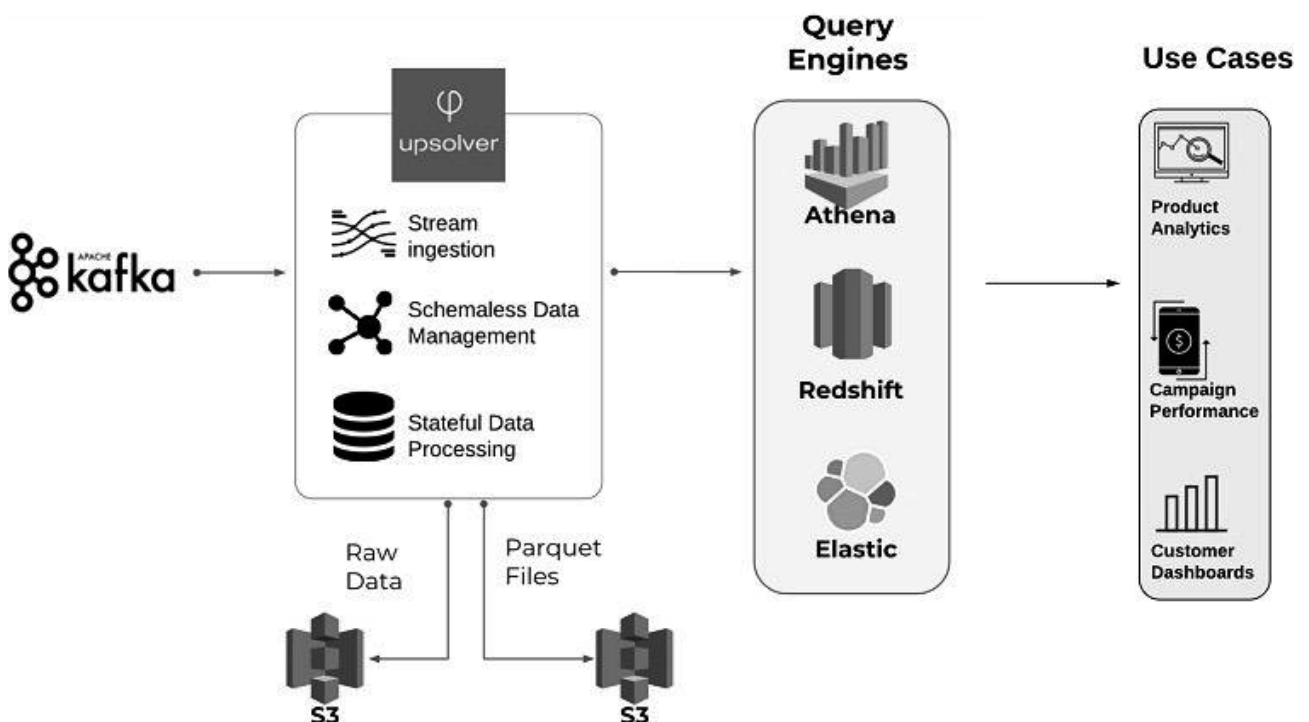 Query
Engines
Use Cases
φ
upsolver
Stream
ingestion
Schemaless Data
Management
Stateful Data
Processing
APACHE
kafka
Athena
Redshift
Elastic
$
Product
Analytics
Campaign
Performance
Customer
Dashboards
Raw
Data
Parquet
Files
S3
S3